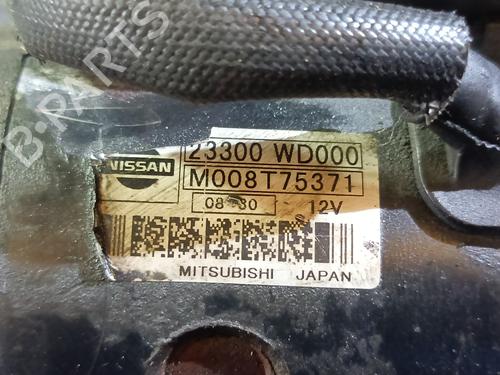 B-PARTS
NISSAN
23300 WD000
M008T75371
08 30
12V
MITSUBISHI JAPAN